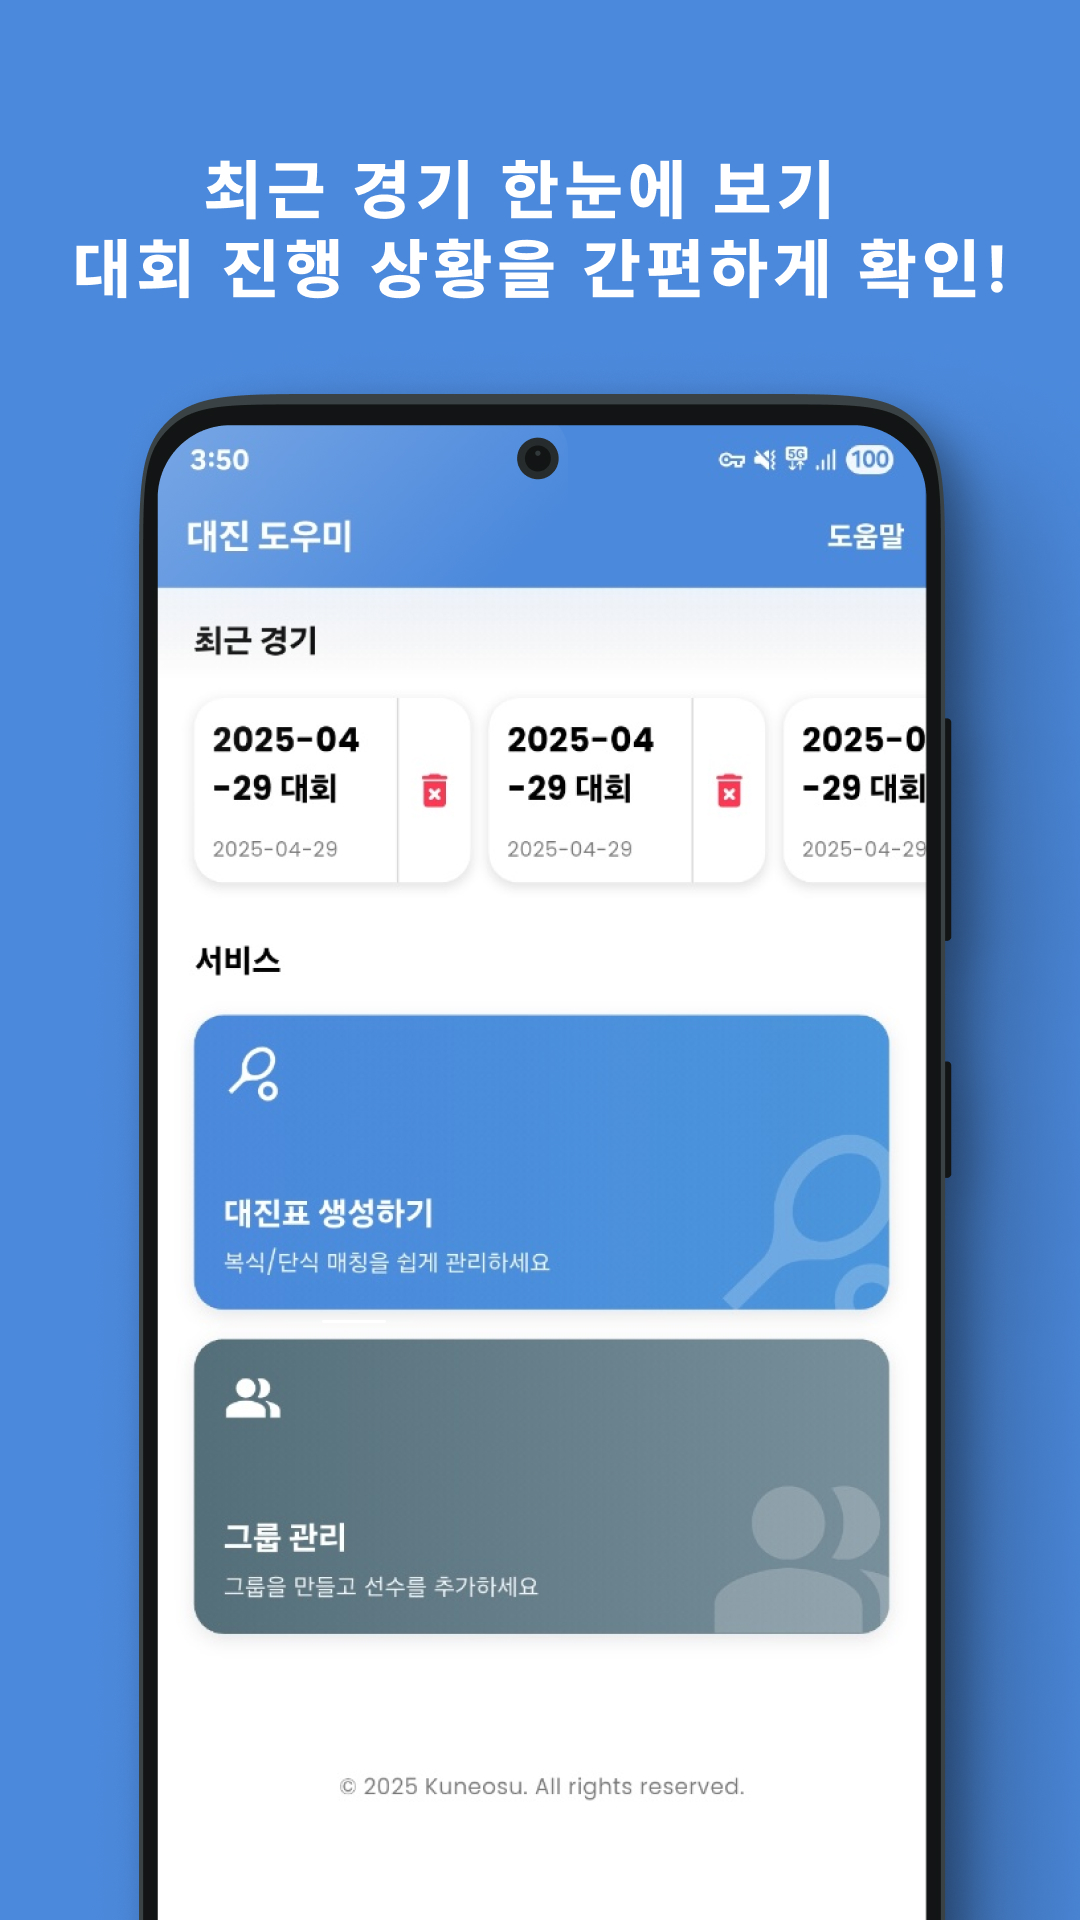 최근 경기 한눈에 보기
대회 진행 상황을 간편하게 확인!
3:50
5G
100
대진 도우미
도움말
최근 경기
2025-04
-29 대회
2025-04-29
2025-04
-29 대회
2025-04-29
2025-0
-29 대회
2025-04-29
서비스
대진표 생성하기
복식/단식 매칭을 쉽게 관리하세요
그룹 관리
그룹을 만들고 선수를 추가하세요
© 2025 Kuneosu. All rights reserved.